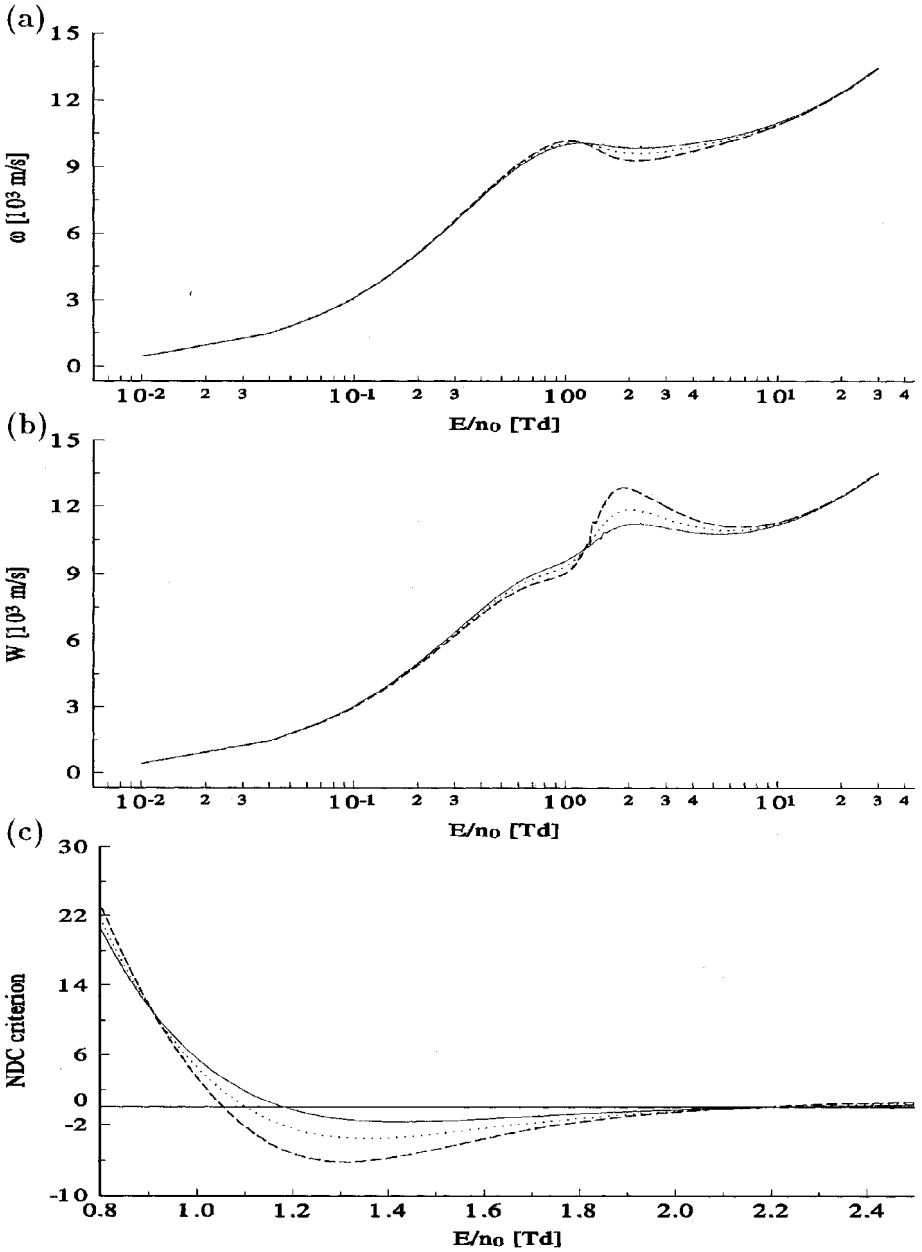 (a)
15
12
9
6
3
0
ω [10³ m/s]
10⁻² 2 3 10⁻¹ 2 3 10⁰ 2 3 4 10¹ 2 3 4
E/n₀ [Td]
(b)
15
12
9
6
3
0
W [10³ m/s]
10⁻² 2 3 10⁻¹ 2 3 10⁰ 2 3 4 10¹ 2 3 4
E/n₀ [Td]
(c)
30
22
14
6
0
-2
-10
NDC criterion
0.8 1.0 1.2 1.4 1.6 1.8 2.0 2.2 2.4
E/n₀ [Td]